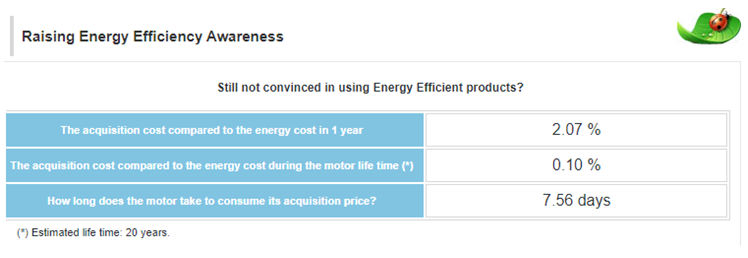 Raising Energy Efficiency Awareness
Still not convinced in using Energy Efficient products?
The acquisition cost compared to the energy cost in 1 year 2.07 %
The acquisition cost compared to the energy cost during the motor life time (*) 0.10 %
How long does the motor take to consume its acquisition price? 7.56 days
(*) Estimated life time: 20 years.